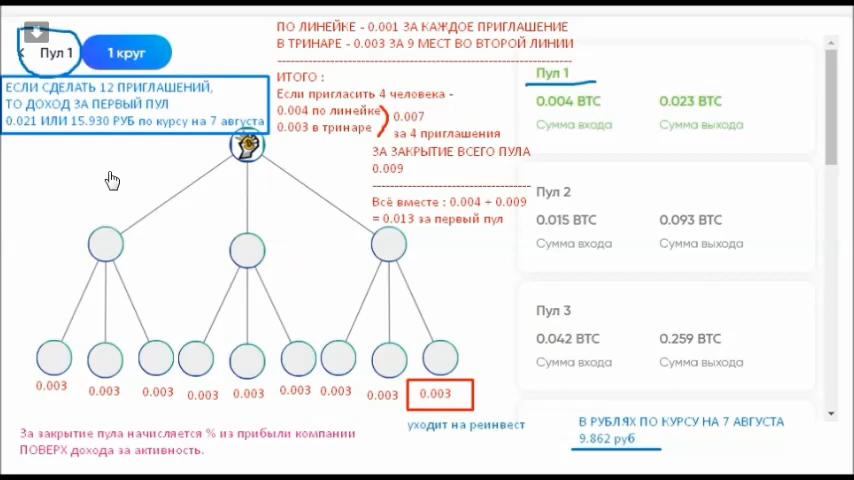 ПО ЛИНЕЙКЕ - 0.001 ЗА КАЖДОЕ ПРИГЛАШЕНИЕ
В ТРИНАРЕ - 0.003 ЗА 9 МЕСТ ВО ВТОРОЙ ЛИНИИ
ИТОГО :
Если пригласить 4 человека -
0.004 по линейке
0.003 в тринаре
0.007
за 4 приглашения
ЗА ЗАКРЫТИЕ ВСЕГО ПУЛА
0.009
Всё вместе : 0.004 + 0.009
= 0.013 за первый пул
Пул 1
1 круг
ЕСЛИ СДЕЛАТЬ 12 ПРИГЛАШЕНИЙ,
ТО ДОХОД ЗА ПЕРВЫЙ ПУЛ
0.021 ИЛИ 15.930 РУБ по курсу на 7 августа
Пул 1
0.004 BTC 0.023 BTC
Сумма входа Сумма выхода
Пул 2
0.015 BTC 0.093 BTC
Сумма входа Сумма выхода
Пул 3
0.042 BTC 0.259 BTC
Сумма входа Сумма выхода
0.003 0.003 0.003 0.003 0.003 0.003 0.003 0.003 0.003
уходит на реинвест
За закрытие пула начисляется % из прибыли компании
ПОВЕРХ дохода за активность.
В РУБЛЯХ ПО КУРСУ НА 7 АВГУСТА
9.862 руб